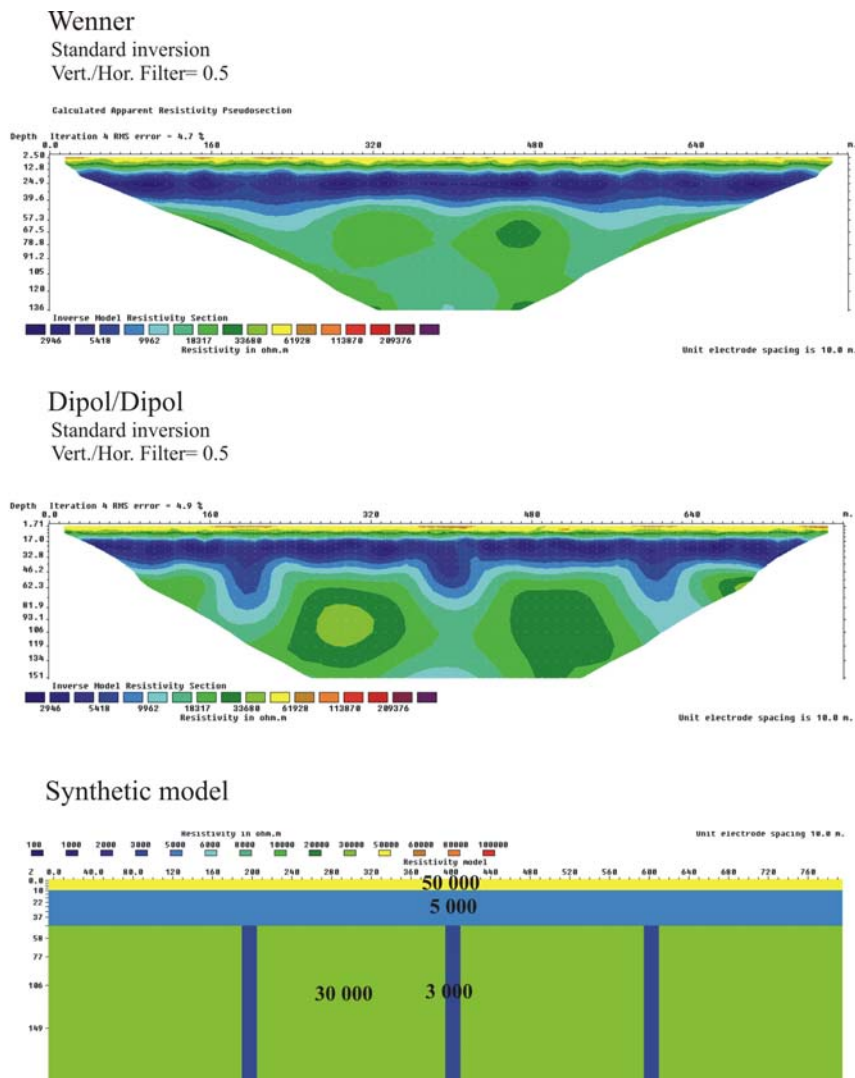 Wenner
Standard inversion
Vert./Hor. Filter= 0.5
Calculated Apparent Resistivity Pseudosection
Depth Iteration 4 RMS error = 4.7 %
0.0 160 320 480 640 m.
2.50
12.8
24.9
39.6
57.3
67.5
78.8
91.2
105
120
136
Inverse Model Resistivity Section
2946 5418 9962 18317 33680 61928 113870 209376
Resistivity in ohm.m
Unit electrode spacing is 10.0 m.
Dipol/Dipol
Standard inversion
Vert./Hor. Filter= 0.5
Depth Iteration 4 RMS error = 4.9 %
0.0 160 320 480 640 m.
1.71
17.0
32.8
46.2
62.3
81.9
93.1
106
119
134
151
Inverse Model Resistivity Section
2946 5418 9962 18317 33680 61928 113870 209376
Resistivity in ohm.m
Unit electrode spacing is 10.0 m.
Synthetic model
Resistivity in ohm.m
Unit electrode spacing 10.0 m.
100 1000 2000 3000 5000 6000 8000 10000 20000 30000 50000 60000 80000 100000
Resistivity model
Z 0.0 40.0 80.0 120 160 200 240 280 320 360 400 440 480 520 560 600 640 680 720 760
0.0
10
22
37
50 000
5 000
58
77
106
149
30 000
3 000